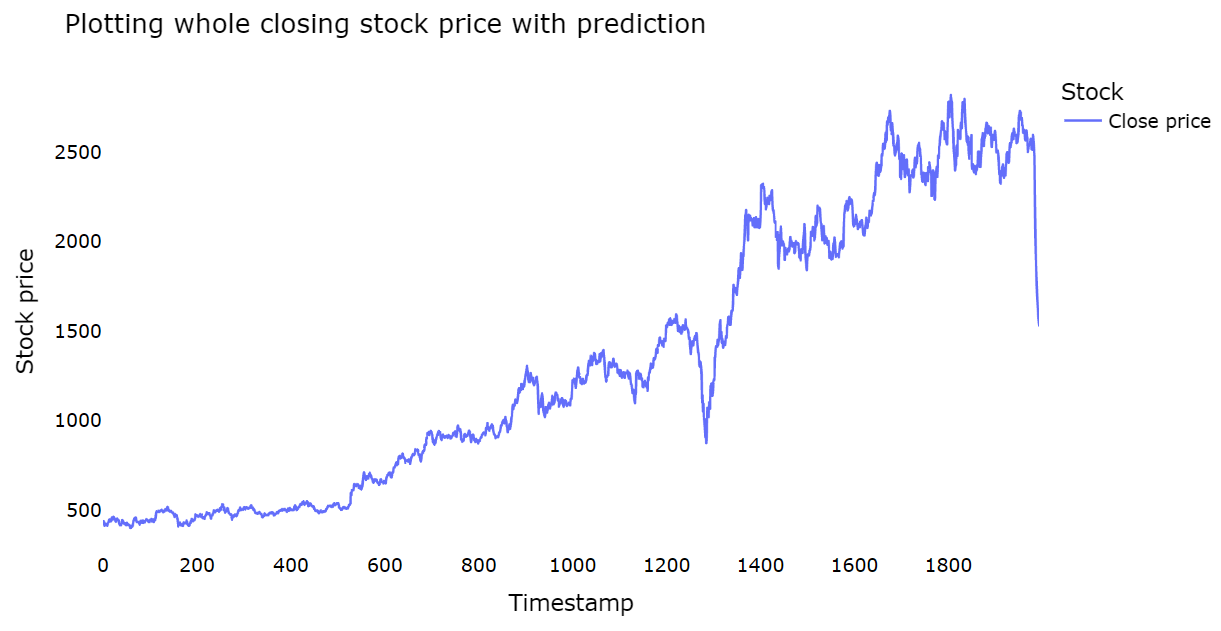 Plotting whole closing stock price with prediction
Stock
Close price
2500
2000
1500
1000
500
Stock price
0 200 400 600 800 1000 1200 1400 1600 1800
Timestamp